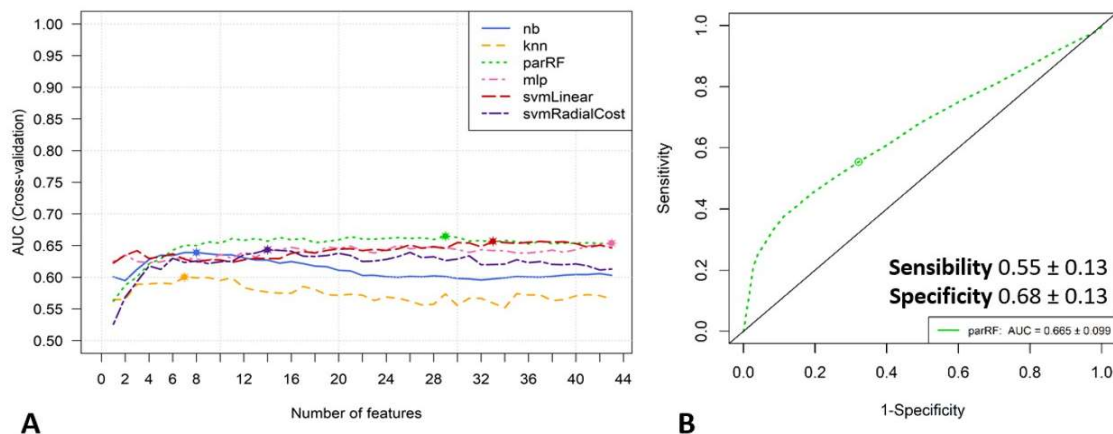 1.00
0.95
0.90
0.85
0.80
0.75
0.70
0.65
0.60
0.55
0.50
AUC (Cross-validation)
nb
knn
parRF
mlp
svmLinear
svmRadialCost
0 2 4 6 8 10 12 14 16 20 24 28 32 36 40 44
Number of features
A
1.0
0.8
0.6
0.4
0.2
0.0
Sensitivity
Sensibility 0.55 ± 0.13
Specificity 0.68 ± 0.13
parRF: AUC = 0.665 ± 0.099
0.0 0.2 0.4 0.6 0.8 1.0
1-Specificity
B